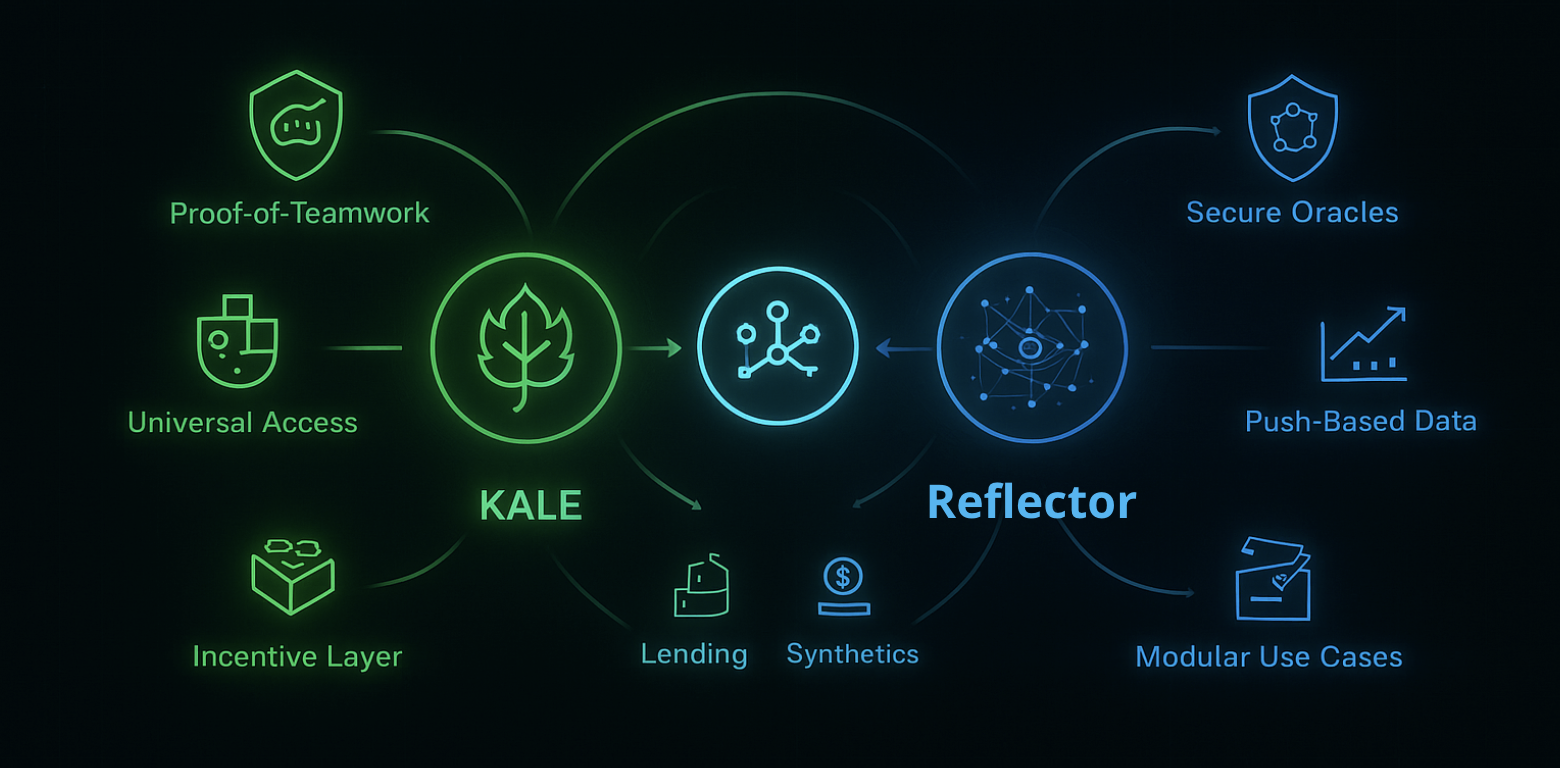 Proof-of-Teamwork
Secure Oracles
Universal Access
Push-Based Data
KALE
Reflector
Incentive Layer
Lending
$
Synthetics
Modular Use Cases